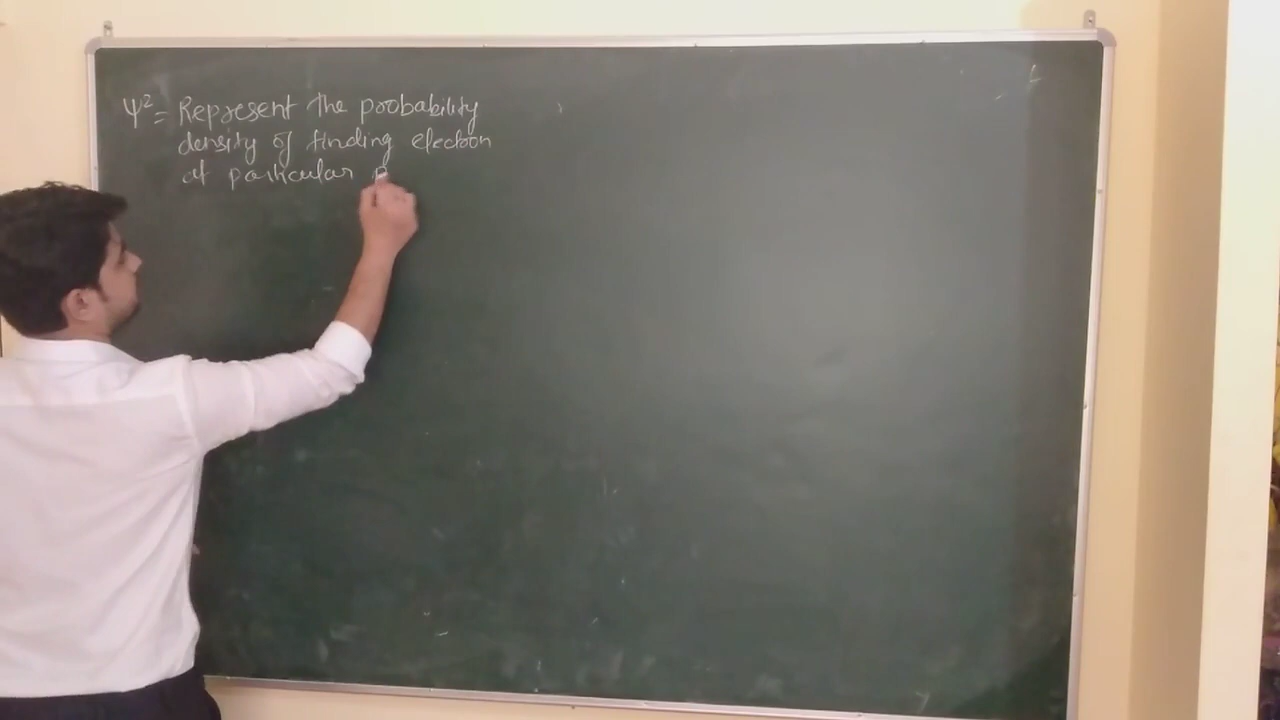 ψ² = Represent the probability
density of finding electron
at particular P